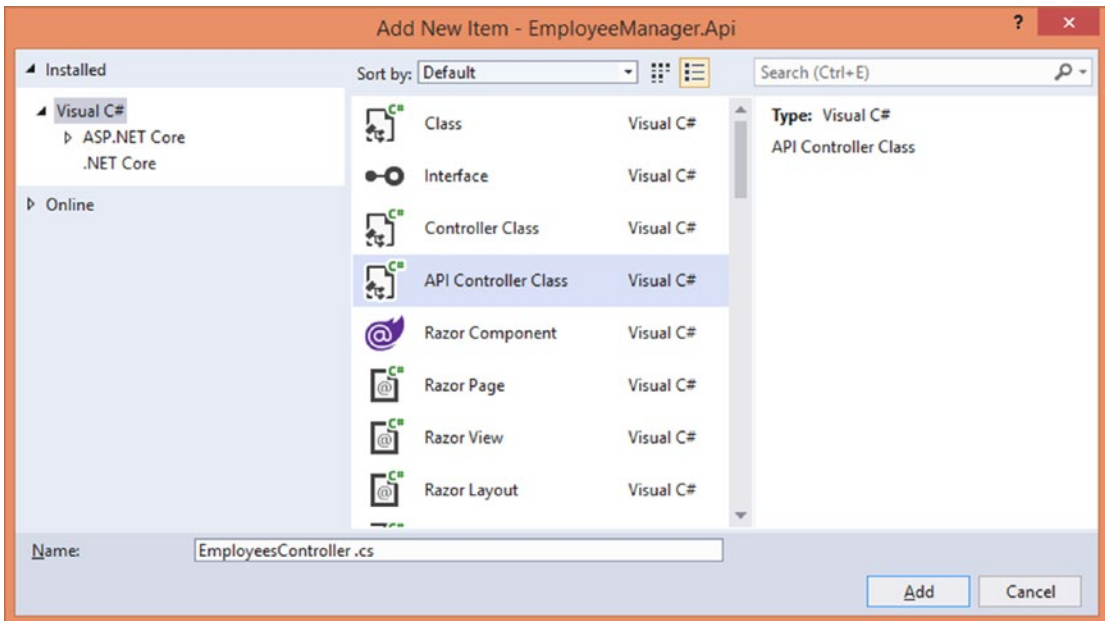 Add New Item - EmployeeManager.Api
?
×
Installed
Sort by: Default
Search (Ctrl+E)
Visual C#
ASP.NET Core
.NET Core
Online
C# Class Visual C#
Interface Visual C#
C# Controller Class Visual C#
C# API Controller Class Visual C#
@ Razor Component Visual C#
C# @ Razor Page Visual C#
C# @ Razor View Visual C#
C# @ Razor Layout Visual C#
Type: Visual C#
API Controller Class
Name: EmployeesController .cs
Add
Cancel